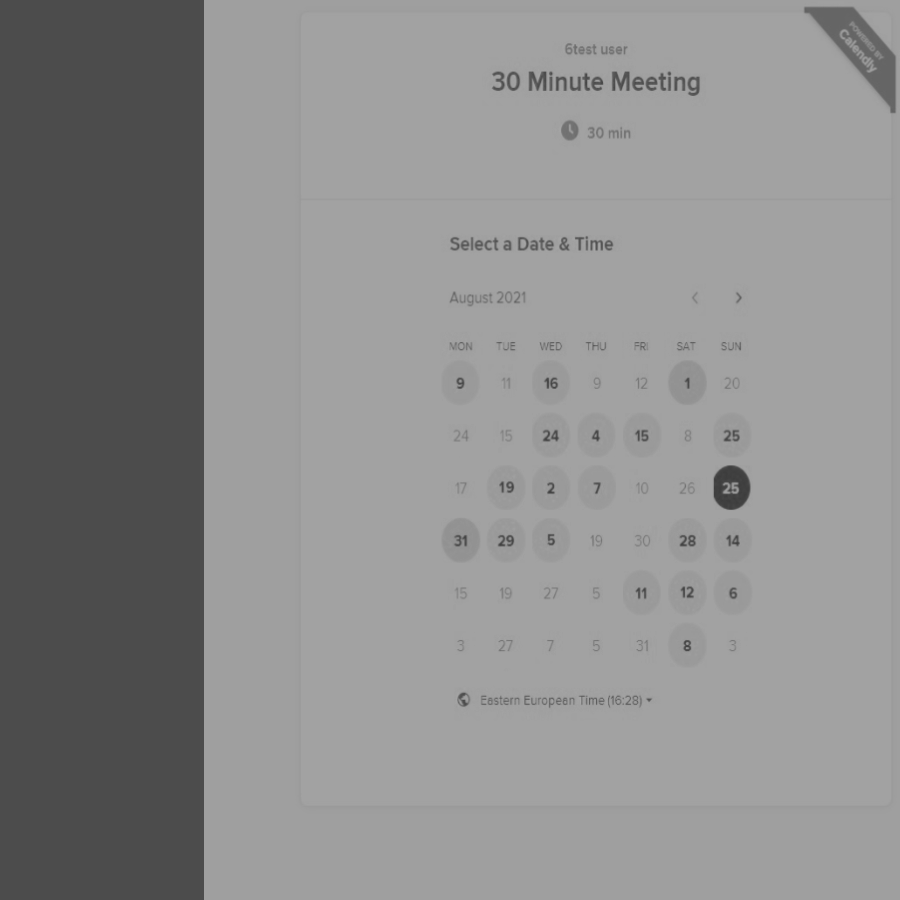 POWERED BY
Calendly
6test user
30 Minute Meeting
30 min
Select a Date & Time
August 2021
MON TUE WED THU FRI SAT SUN
9 11 16 9 12 1 20
24 15 24 4 15 8 25
17 19 2 7 10 26 25
31 29 5 19 30 28 14
15 19 27 5 11 12 6
3 27 7 5 31 8 3
Eastern European Time (16:28)